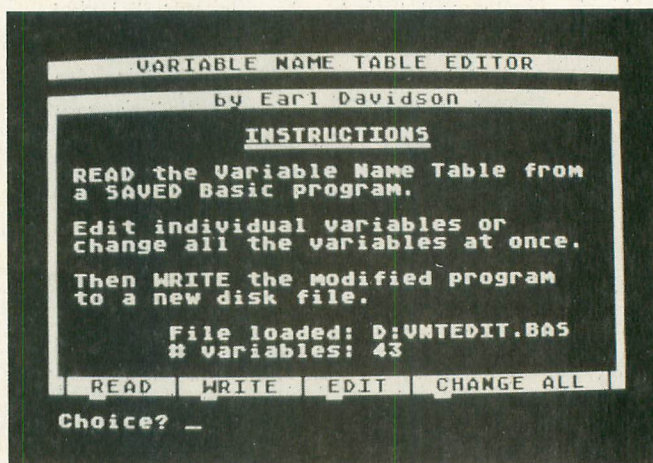 VARIABLE NAME TABLE EDITOR
by Earl Davidson
INSTRUCTIONS
READ the Variable Name Table from
a SAVED Basic program.
Edit individual variables or
change all the variables at once.
Then WRITE the modified program
to a new disk file.
File loaded: D:VNTEDIT.BAS
# variables: 43
READ WRITE EDIT CHANGE ALL
Choice? _